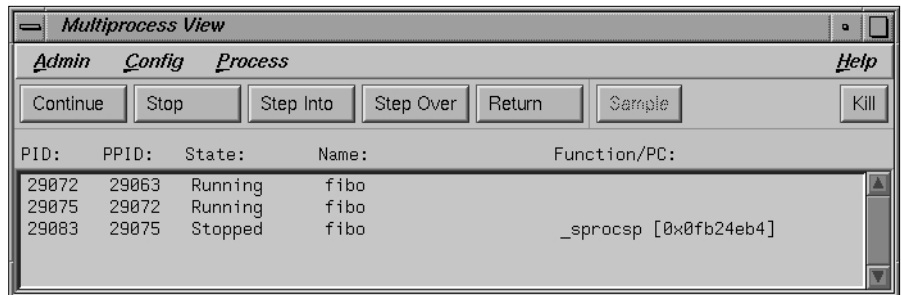 Multiprocess View
Admin Config Process Help
Continue Stop Step Into Step Over Return Sample Kill
PID: PPID: State: Name: Function/PC:
29072 29063 Running fibo
29075 29072 Running fibo
29083 29075 Stopped fibo _sprocsp [0x0fb24eb4]